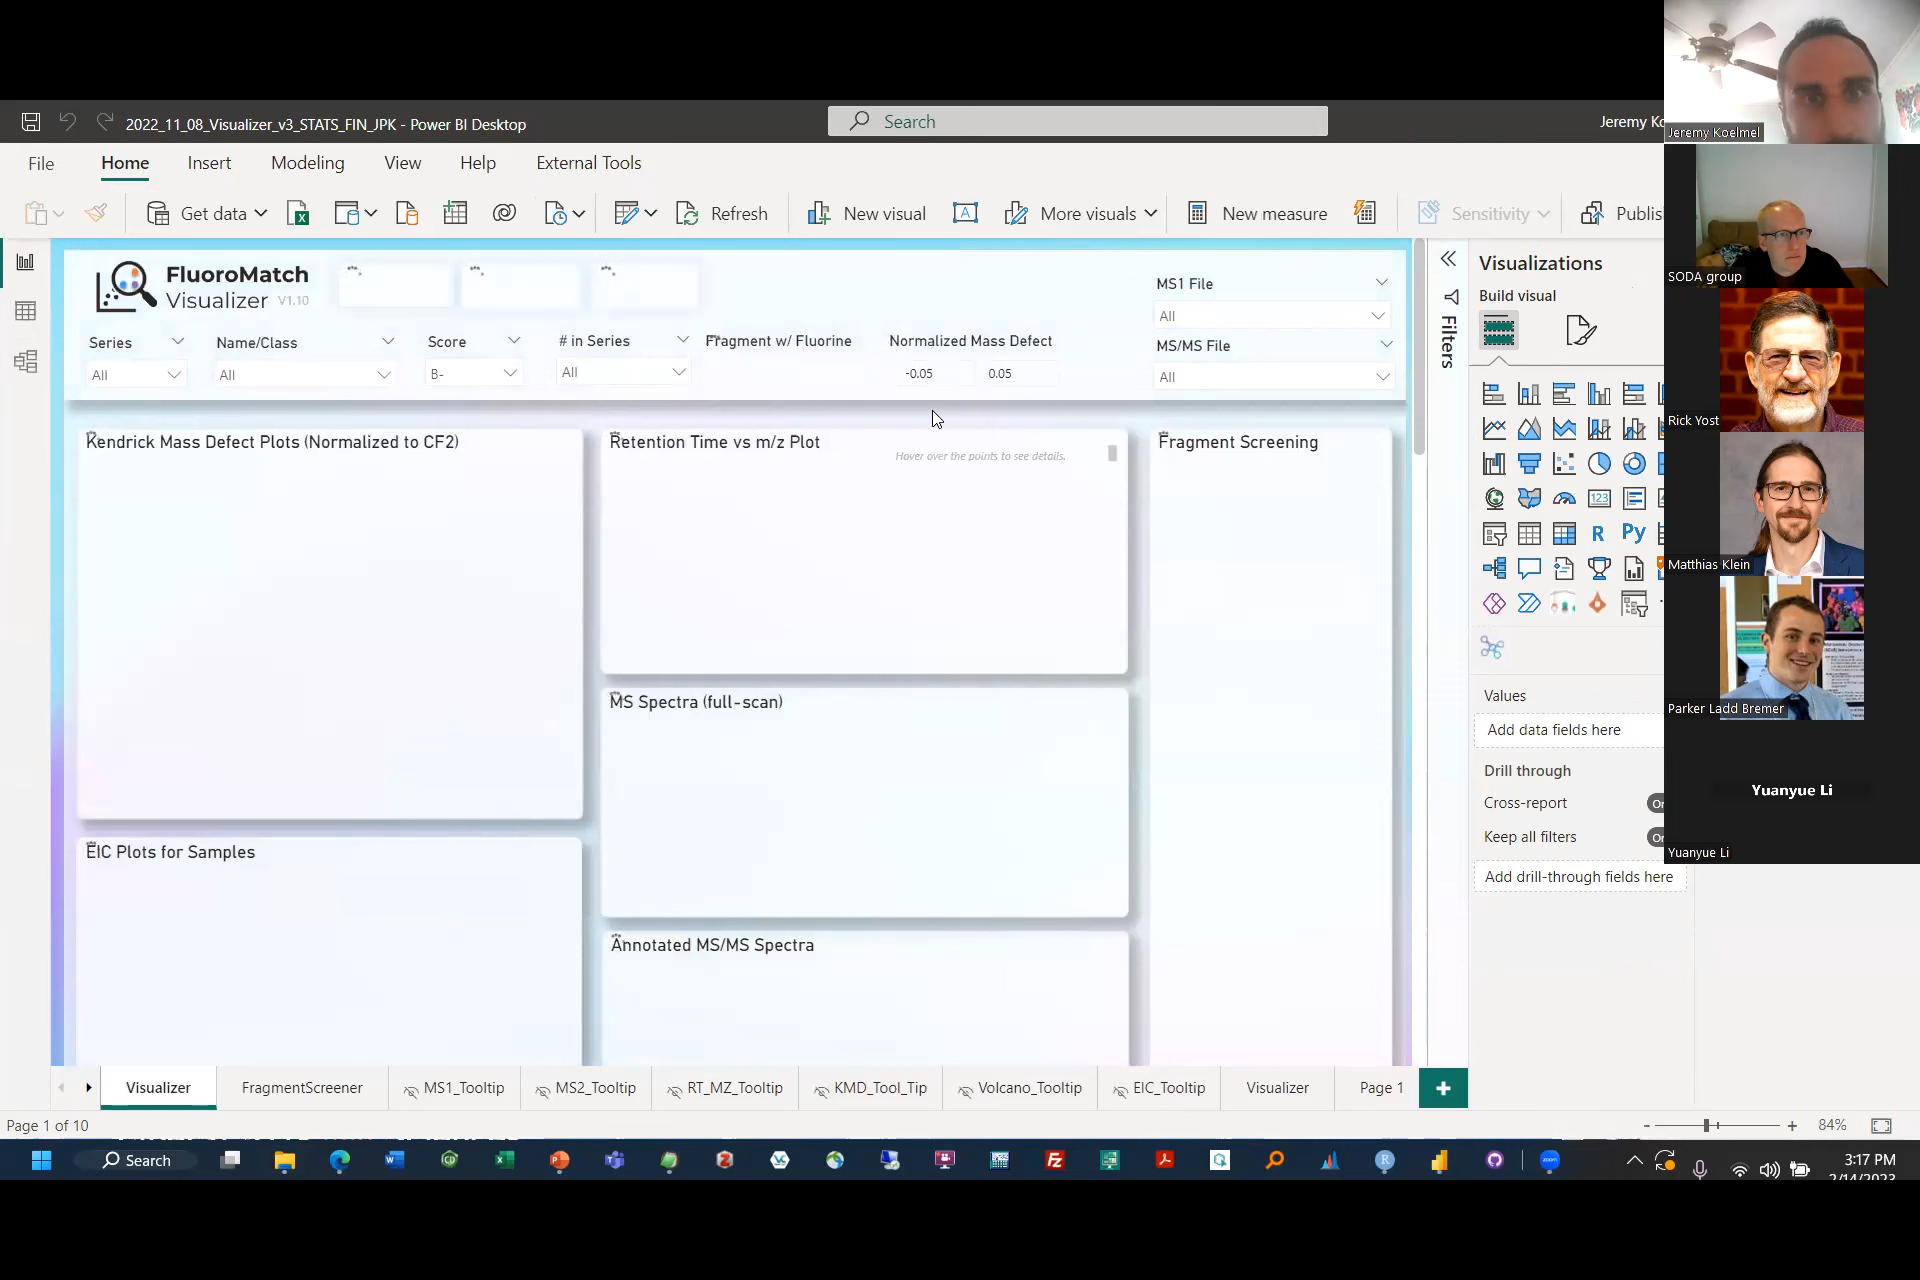 2022_11_08_Visualizer_v3_STATS_FIN_JPK - Power BI Desktop
Search
Jeremy Ko
File Home Insert Modeling View Help External Tools
Get data Refresh New visual More visuals New measure Sensitivity Publis
FluoroMatch
Visualizer V1.10
MS1 File
All
Series Name/Class Score # in Series Fragment w/ Fluorine Normalized Mass Defect MS/MS File
All All B- All -0.05 0.05 All
Kendrick Mass Defect Plots (Normalized to CF2)
Retention Time vs m/z Plot
Hover over the points to see details.
Fragment Screening
MS Spectra (full-scan)
EIC Plots for Samples
Annotated MS/MS Spectra
Filters
Visualizations
Build visual
123
R Py
Values
Add data fields here
Drill through
Cross-report
Keep all filters
Add drill-through fields here
Jeremy Koelmel
SODA group
Rick Yost
Matthias Klein
Parker Ladd Bremer
Yuanyue Li
Yuanyue Li
Visualizer FragmentScreener MS1_Tooltip MS2_Tooltip RT_MZ_Tooltip KMD_Tool_Tip Volcano_Tooltip EIC_Tooltip Visualizer Page 1
Page 1 of 10
84%
Search
3:17 PM
2/14/2023